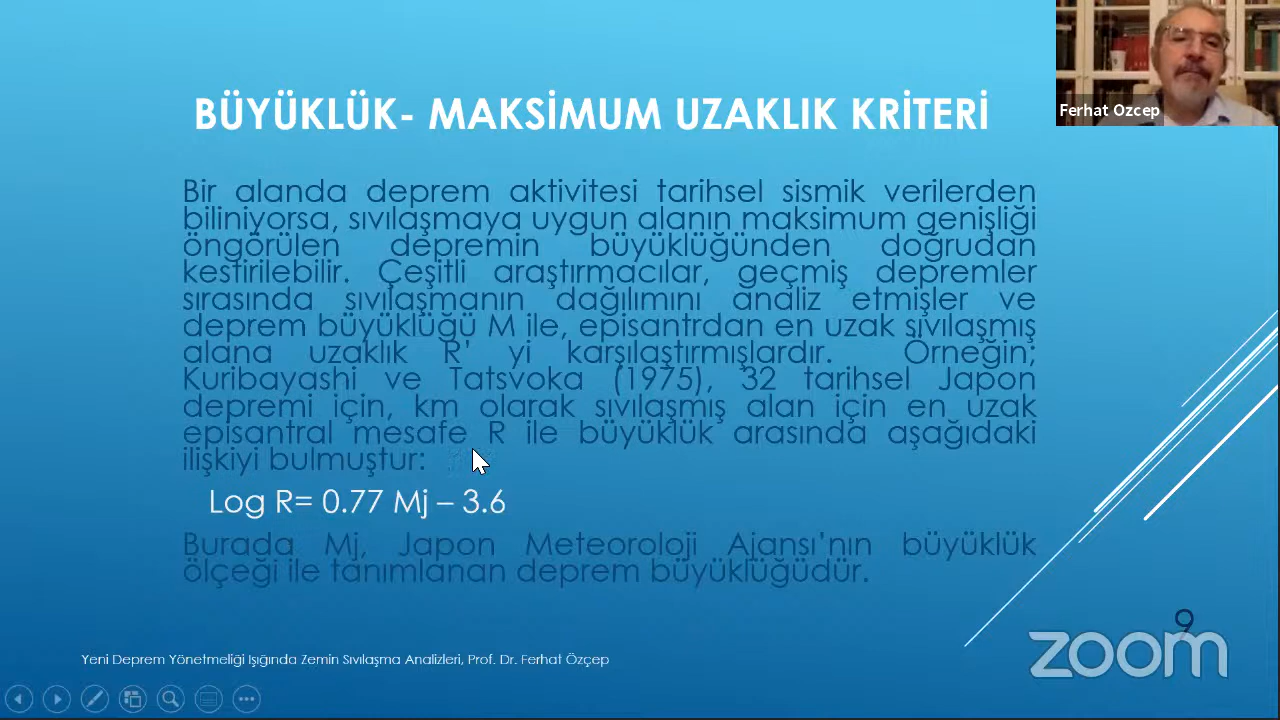 BÜYÜKLÜK- MAKSİMUM UZAKLIK KRİTERİ
Ferhat Ozcep
Bir alanda deprem aktivitesi tarihsel sismik verilerden
biliniyorsa, sıvılaşmaya uygun alanın maksimum genişliği
öngörülen depremin büyüklüğünden doğrudan
kestirilebilir. Çeşitli araştırmacılar, geçmiş depremler
sırasında sıvılaşmanın dağılımını analiz etmişler ve
deprem büyüklüğü M ile, episantrdan en uzak sıvılaşmış
alana uzaklık R' yi karşılaştırmışlardır. Örneğin;
Kuribayashi ve Tatsvoka (1975), 32 tarihsel Japon
depremi için, km olarak sıvılaşmış alan için en uzak
episantral mesafe R ile büyüklük arasında aşağıdaki
ilişkiyi bulmuştur:
Log R= 0.77 Mj – 3.6
Burada Mj, Japon Meteoroloji Ajansı'nın büyüklük
ölçeği ile tanımlanan deprem büyüklüğüdür.
9
zoom
Yeni Deprem Yönetmeliği Işığında Zemin Sıvılaşma Analizleri, Prof. Dr. Ferhat Özçep